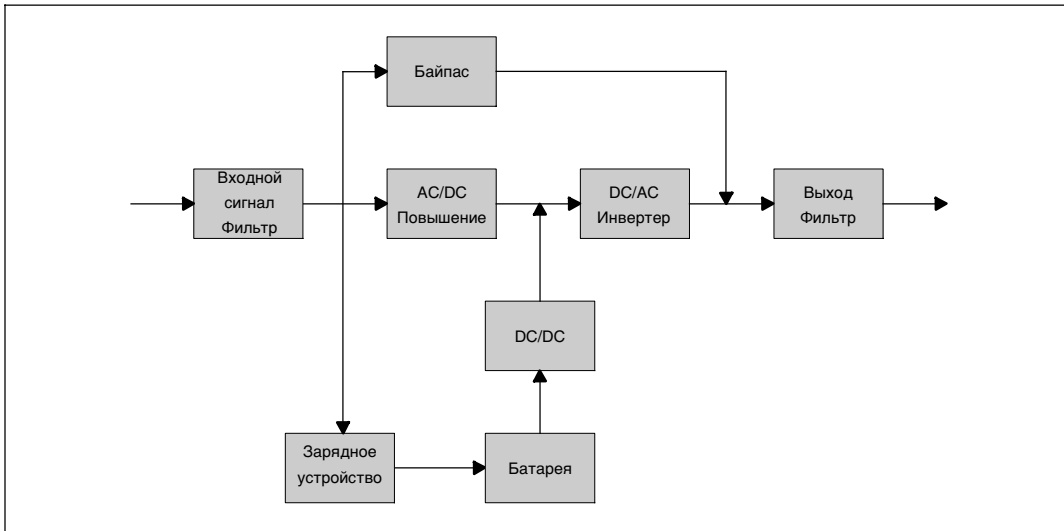 Байпас
Входной
сигнал
Фильтр
AC/DC
Повышение
DC/AC
Инвертер
Выход
Фильтр
DC/DC
Зарядное
устройство
Батарея